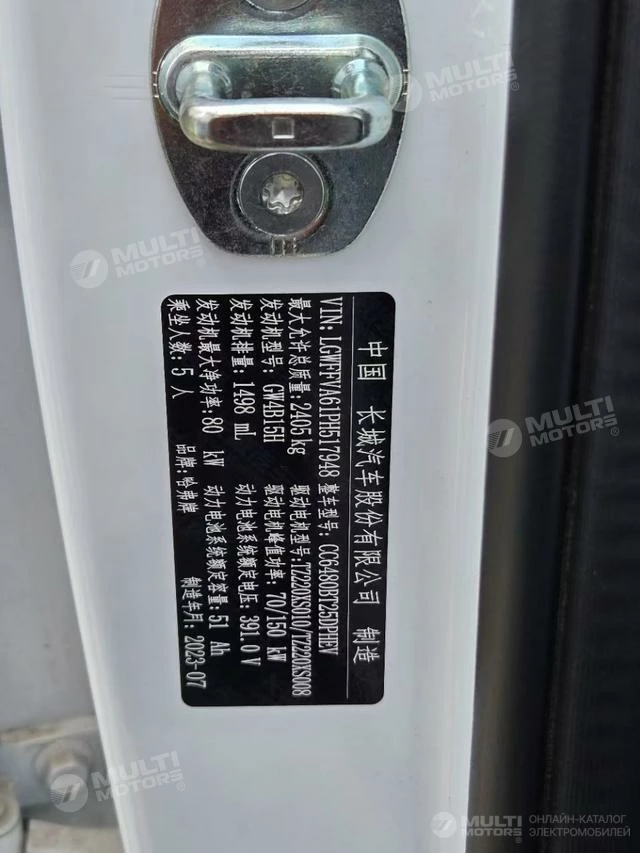 中国 长城汽车股份有限公司 制造
VIN: LGWFFVA61PH517948 整车型号: CC6480BT25DPHEV
最大允许总质量: 2405kg 驱动电机型号: TZ220XS010/TZ220XS008
发动机型号: GW4B15H 驱动电机峰值功率: 70/150 kW
发动机排量: 1498 mL 动力电池系统额定电压: 391.0 V
发动机最大净功率: 80 kW 动力电池系统额定容量: 51 Ah
乘坐人数: 5 人 品牌: 哈弗牌 制造年月: 2023-07
MULTI MOTORS
MULTI MOTORS
MULTI MOTORS
MULTI MOTORS
MULTI MOTORS ОНЛАЙН-КАТАЛОГ
ЭЛЕКТРОМОБИЛЕЙ